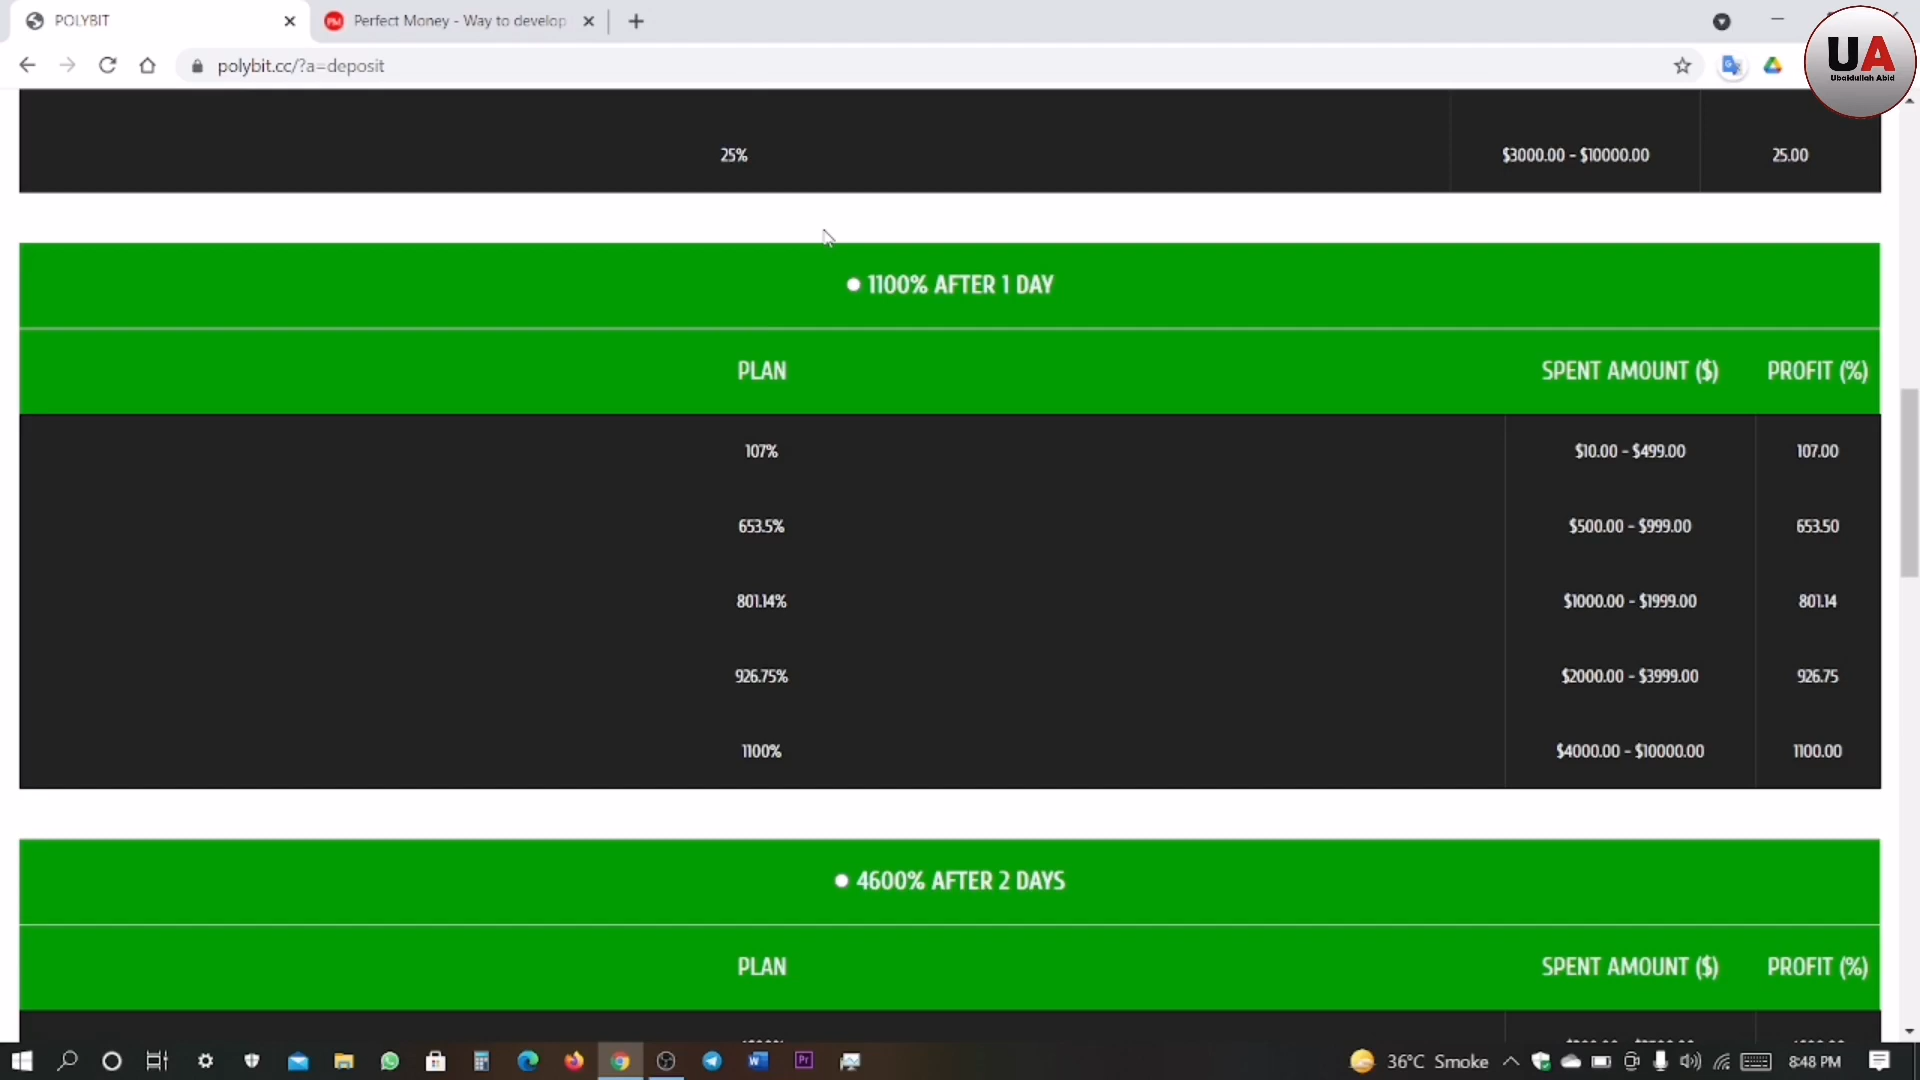 POLYBIT
Perfect Money - Way to develop
polybit.cc/?a=deposit
UA
Ubaidullah Abid
25% $3000.00 - $10000.00 25.00
1100% AFTER 1 DAY
PLAN SPENT AMOUNT ($) PROFIT (%)
107% $10.00 - $499.00 107.00
653.5% $500.00 - $999.00 653.50
801.14% $1000.00 - $1999.00 801.14
926.75% $2000.00 - $3999.00 926.75
1100% $4000.00 - $10000.00 1100.00
4600% AFTER 2 DAYS
PLAN SPENT AMOUNT ($) PROFIT (%)
36°C Smoke 8:48 PM